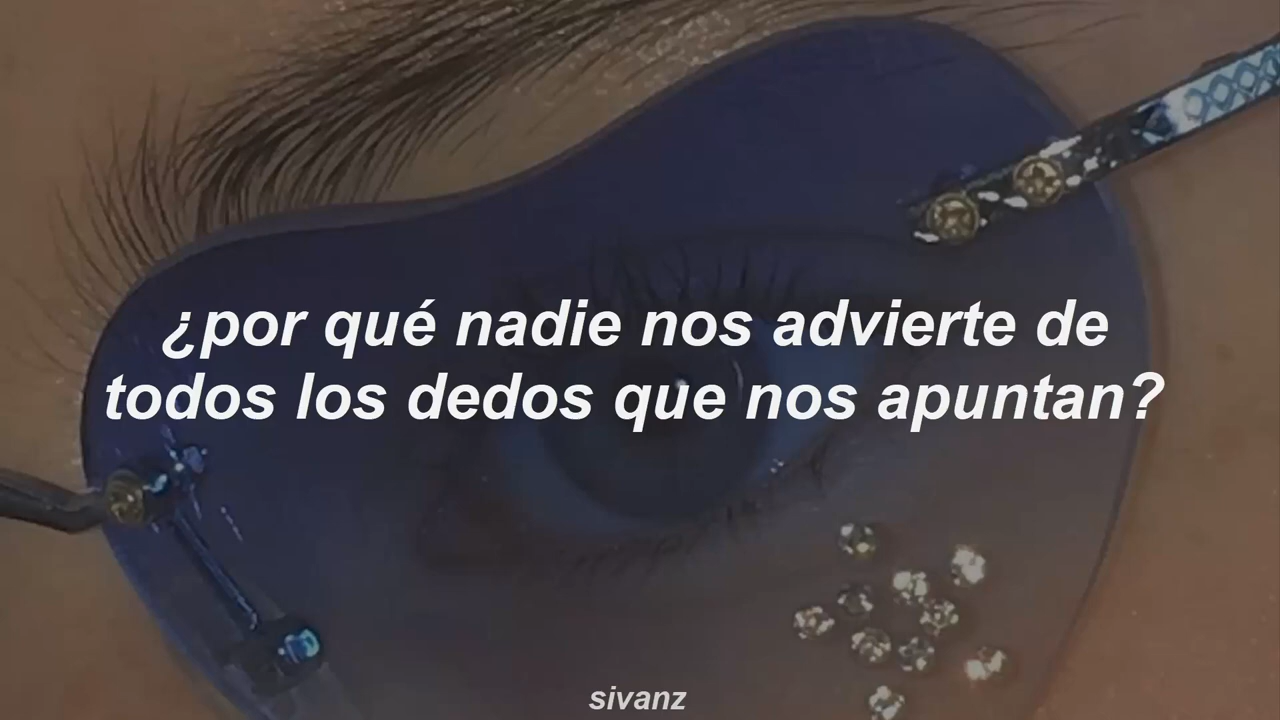 ¿por qué nadie nos advierte de
todos los dedos que nos apuntan?
sivanz